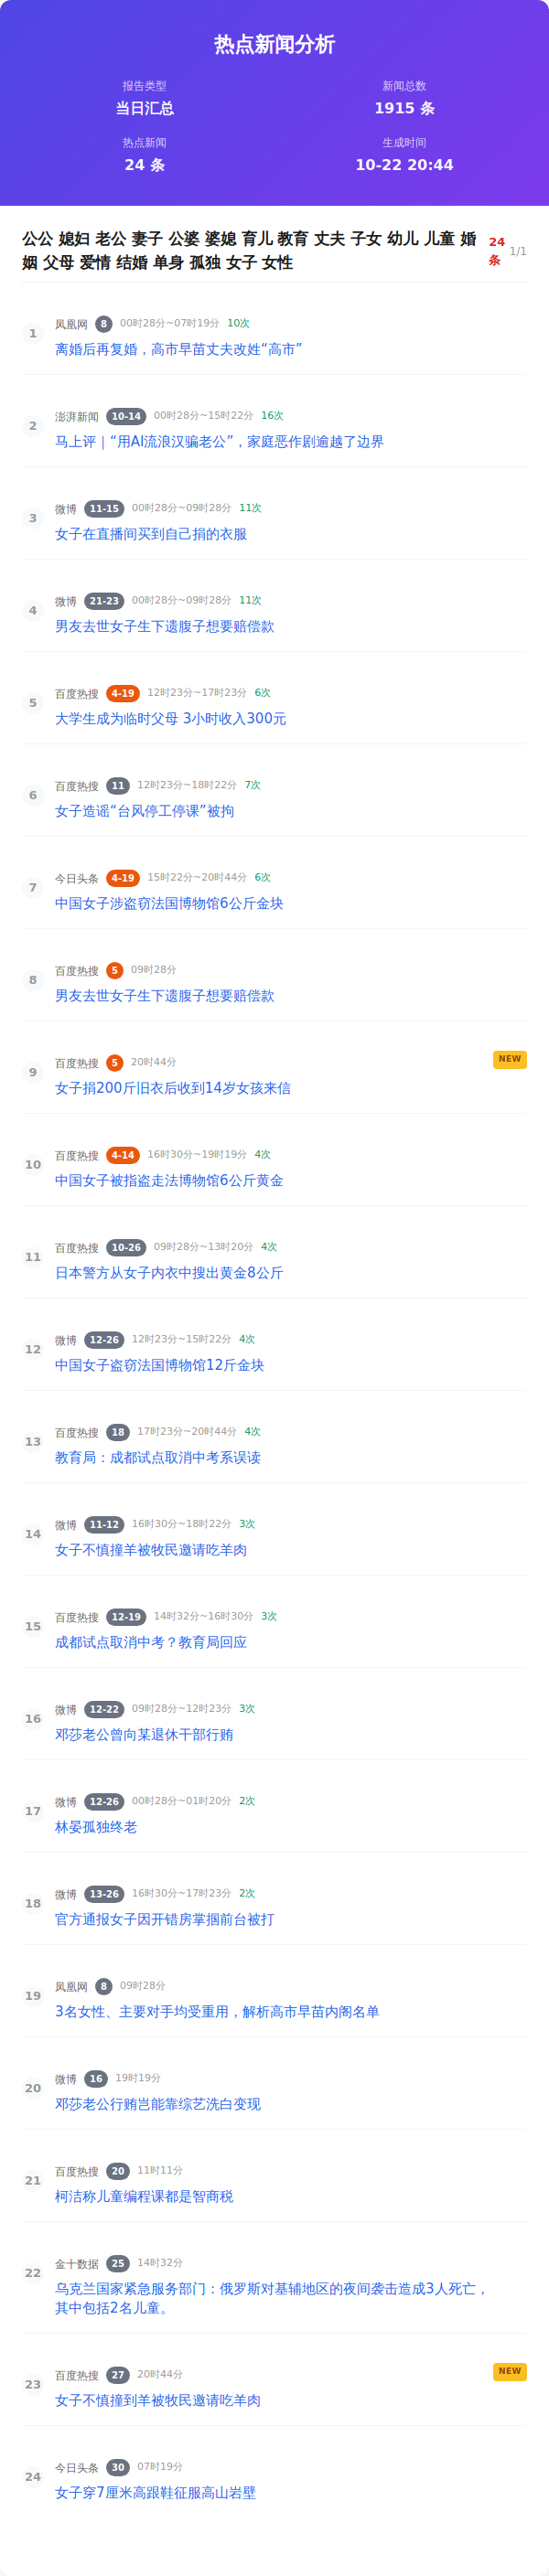 热点新闻分析
报告类型
新闻总数
当日汇总
1915 条
热点新闻
生成时间
24 条
10-22 20:44
公公 媳妇 老公 妻子 公婆 婆媳 育儿 教育 丈夫 子女 幼儿 儿童 婚
姻 父母 爱情 结婚 单身 孤独 女子 女性
24
条
1/1
1
凤凰网 8 00时28分~07时19分 10次
离婚后再复婚，高市早苗丈夫改姓“高市”
2
澎湃新闻 10-14 00时28分~15时22分 16次
马上评｜“用AI流浪汉骗老公”，家庭恶作剧逾越了边界
3
微博 11-15 00时28分~09时28分 11次
女子在直播间买到自己捐的衣服
4
微博 21-23 00时28分~09时28分 11次
男友去世女子生下遗腹子想要赔偿款
5
百度热搜 4-19 12时23分~17时23分 6次
大学生成为临时父母 3小时收入300元
6
百度热搜 11 12时23分~18时22分 7次
女子造谣“台风停工停课”被拘
7
今日头条 4-19 15时22分~20时44分 6次
中国女子涉盗窃法国博物馆6公斤金块
8
百度热搜 5 09时28分
男友去世女子生下遗腹子想要赔偿款
9
百度热搜 5 20时44分
NEW
女子捐200斤旧衣后收到14岁女孩来信
10
百度热搜 4-14 16时30分~19时19分 4次
中国女子被指盗走法博物馆6公斤黄金
11
百度热搜 10-26 09时28分~13时20分 4次
日本警方从女子内衣中搜出黄金8公斤
12
微博 12-26 12时23分~15时22分 4次
中国女子盗窃法国博物馆12斤金块
13
百度热搜 18 17时23分~20时44分 4次
教育局：成都试点取消中考系误读
14
微博 11-12 16时30分~18时22分 3次
女子不慎撞羊被牧民邀请吃羊肉
15
百度热搜 12-19 14时32分~16时30分 3次
成都试点取消中考？教育局回应
16
微博 12-22 09时28分~12时23分 3次
邓莎老公曾向某退休干部行贿
17
微博 12-26 00时28分~01时20分 2次
林晏孤独终老
18
微博 13-26 16时30分~17时23分 2次
官方通报女子因开错房掌掴前台被打
19
凤凰网 8 09时28分
3名女性、主要对手均受重用，解析高市早苗内阁名单
20
微博 16 19时19分
邓莎老公行贿岂能靠综艺洗白变现
21
百度热搜 20 11时11分
柯洁称儿童编程课都是智商税
22
金十数据 25 14时32分
乌克兰国家紧急服务部门：俄罗斯对基辅地区的夜间袭击造成3人死亡，
其中包括2名儿童。
23
百度热搜 27 20时44分
NEW
女子不慎撞到羊被牧民邀请吃羊肉
24
今日头条 30 07时19分
女子穿7厘米高跟鞋征服高山岩壁